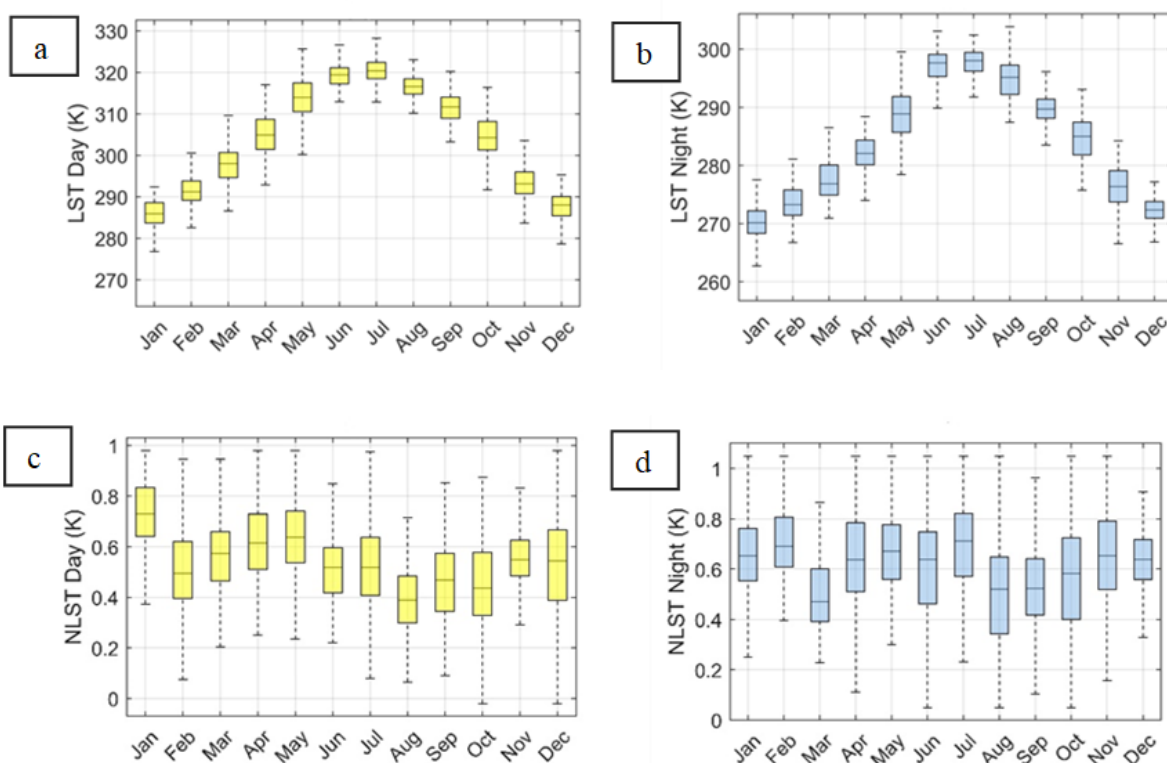 a
LST Day (K)
330
320
310
300
290
280
270
Jan Feb Mar Apr May Jun Jul Aug Sep Oct Nov Dec
b
LST Night (K)
300
290
280
270
260
Jan Feb Mar Apr May Jun Jul Aug Sep Oct Nov Dec
c
NLST Day (K)
1
0.8
0.6
0.4
0.2
0
Jan Feb Mar Apr May Jun Jul Aug Sep Oct Nov Dec
d
NLST Night (K)
1
0.8
0.6
0.4
0.2
0
Jan Feb Mar Apr May Jun Jul Aug Sep Oct Nov Dec